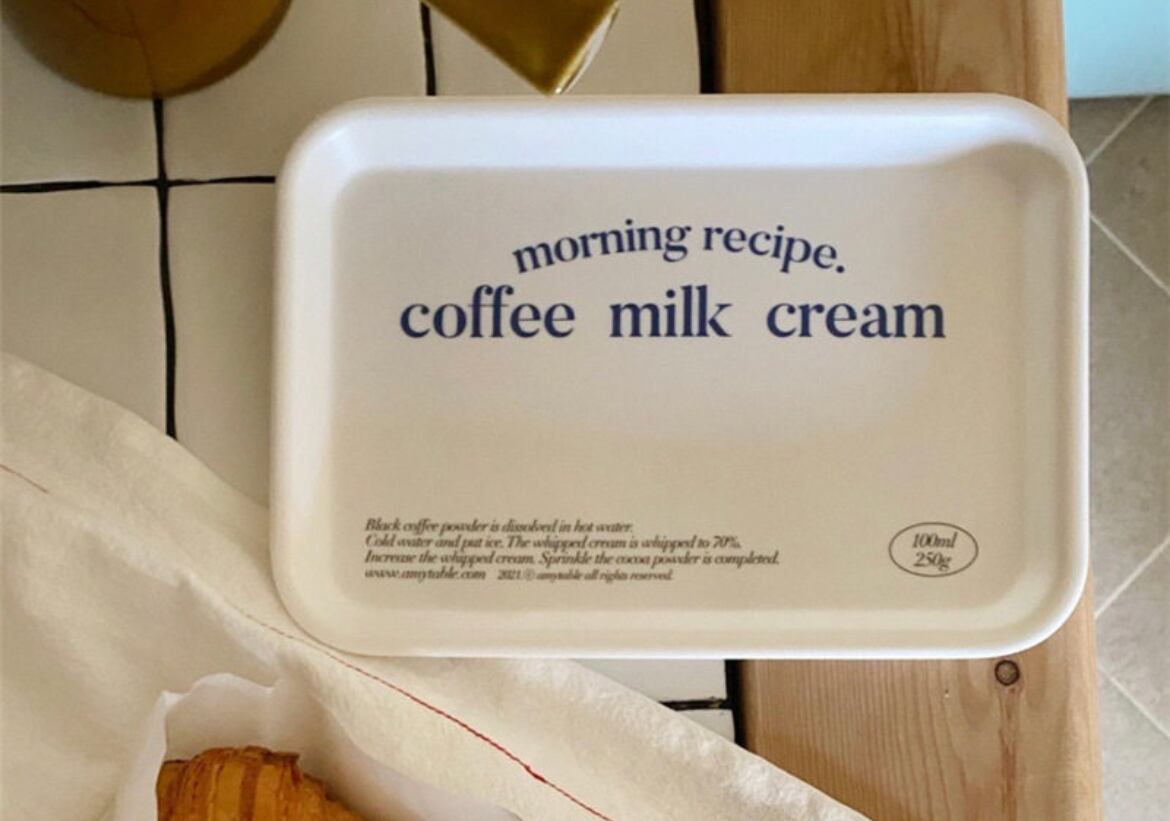 morning recipe.
coffee milk cream
Black coffee powder is dissolved in hot water.
Cold water and put ice. The whipped cream is whipped to 70%.
Increase the whipped cream. Sprinkle the cocoa powder is completed.
www.amytable.com 2021.ⓒ amytable all rights reserved.
100ml
250g